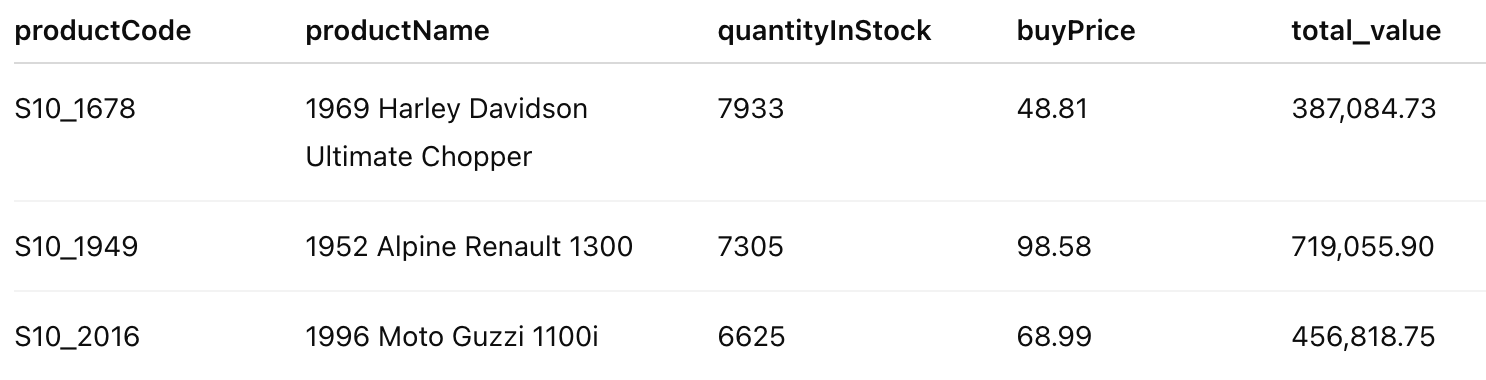 productCode productName quantityInStock buyPrice total_value
S10_1678 1969 Harley Davidson 7933 48.81 387,084.73
Ultimate Chopper
S10_1949 1952 Alpine Renault 1300 7305 98.58 719,055.90
S10_2016 1996 Moto Guzzi 1100i 6625 68.99 456,818.75